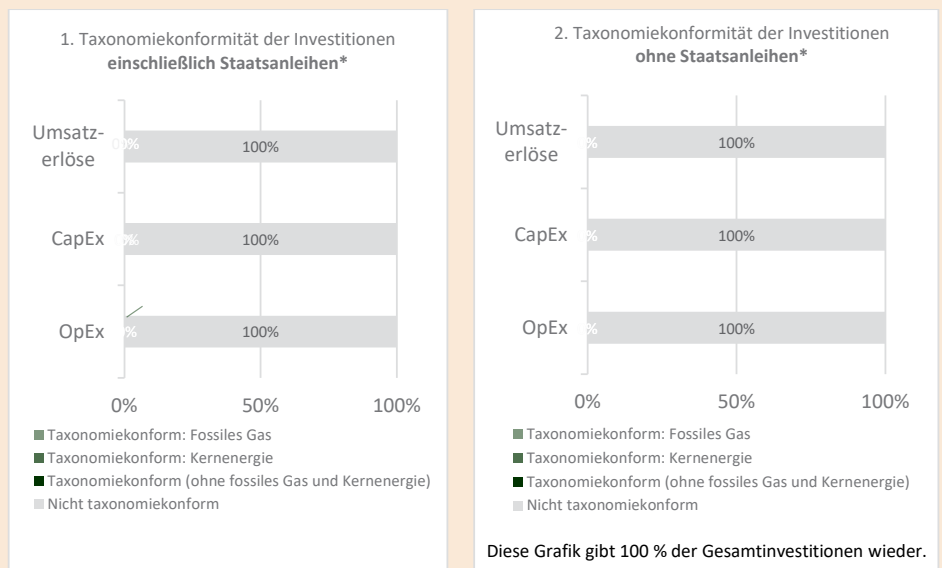 1. Taxonomiekonformität der Investitionen
einschließlich Staatsanleihen*
Umsatz-
erlöse
100%
CapEx
100%
OpEx
100%
0%
50%
100%
Taxonomiekonform: Fossiles Gas
Taxonomiekonform: Kernenergie
Taxonomiekonform (ohne fossiles Gas und Kernenergie)
Nicht taxonomiekonform
2. Taxonomiekonformität der Investitionen
ohne Staatsanleihen*
Umsatz-
erlöse
100%
CapEx
100%
OpEx
100%
0%
50%
100%
Taxonomiekonform: Fossiles Gas
Taxonomiekonform: Kernenergie
Taxonomiekonform (ohne fossiles Gas und Kernenergie)
Nicht taxonomiekonform
Diese Grafik gibt 100 % der Gesamtinvestitionen wieder.